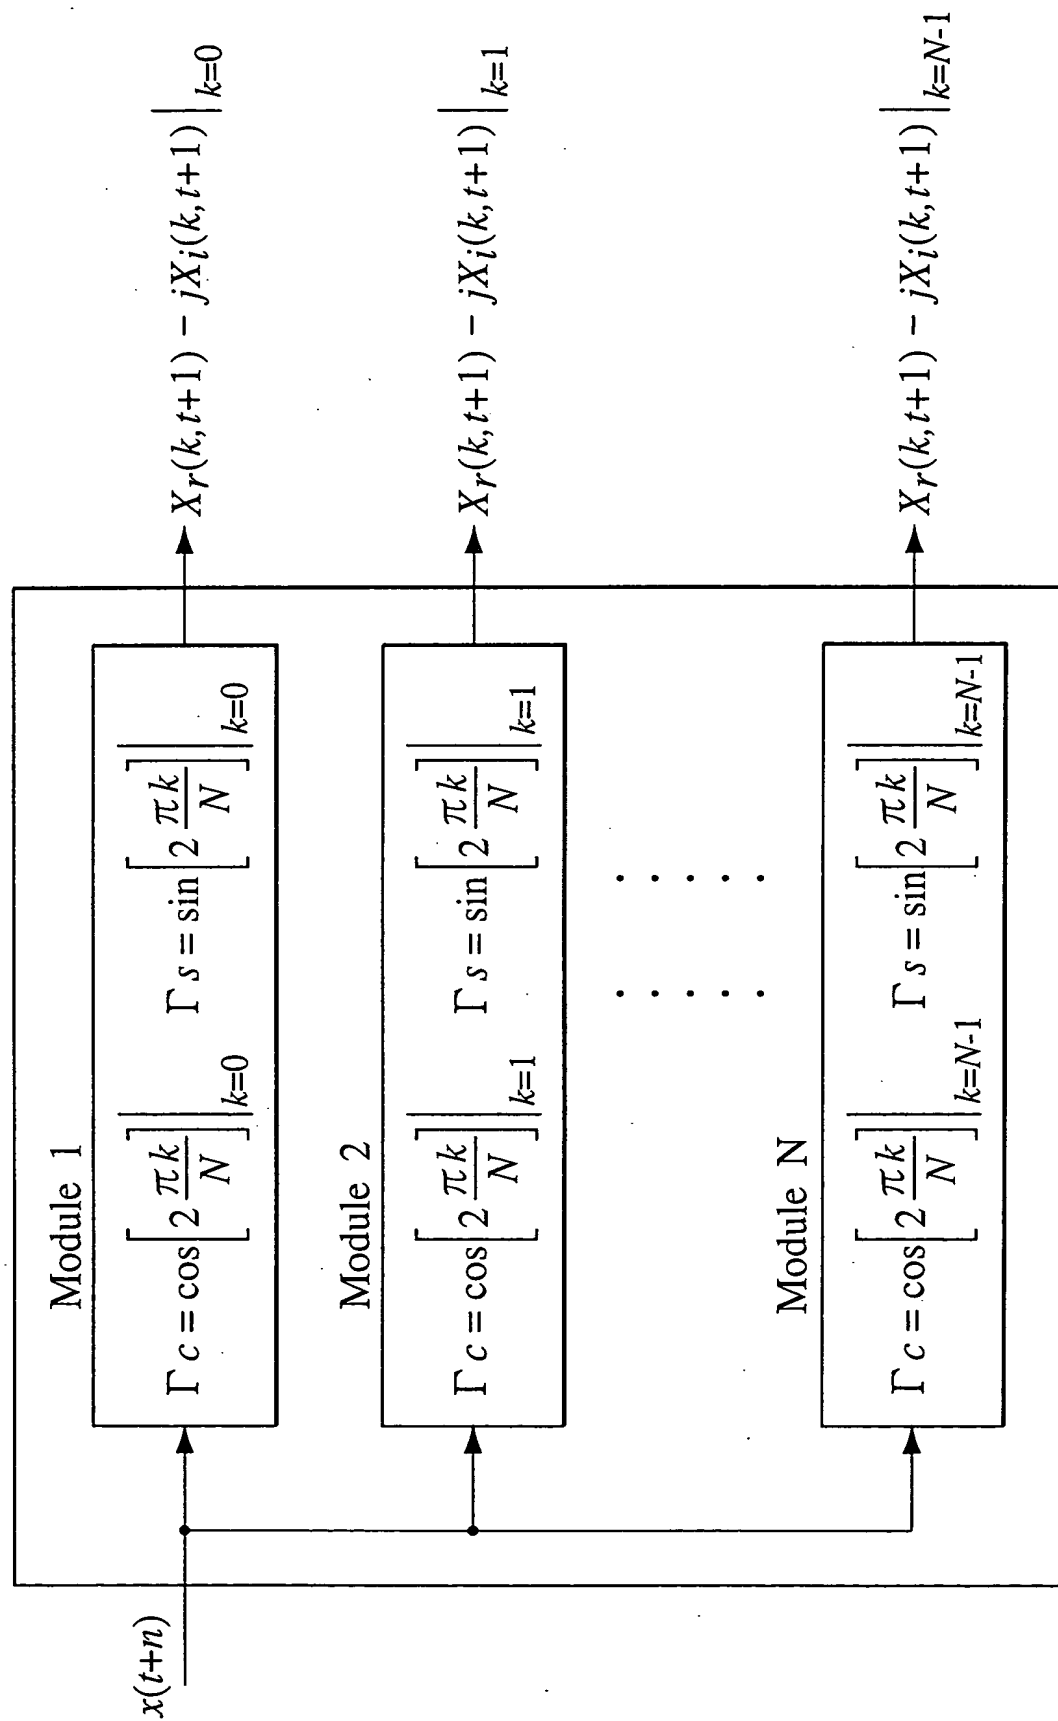 x(t+n)
Module 1
Γc = cos[2 πk/N]|k=0 Γs = sin[2 πk/N]|k=0
Xr(k,t+1) − jXi(k,t+1)|k=0
Module 2
Γc = cos[2 πk/N]|k=1 Γs = sin[2 πk/N]|k=1
Xr(k,t+1) − jXi(k,t+1)|k=1
Module N
Γc = cos[2 πk/N]|k=N-1 Γs = sin[2 πk/N]|k=N-1
Xr(k,t+1) − jXi(k,t+1)|k=N-1